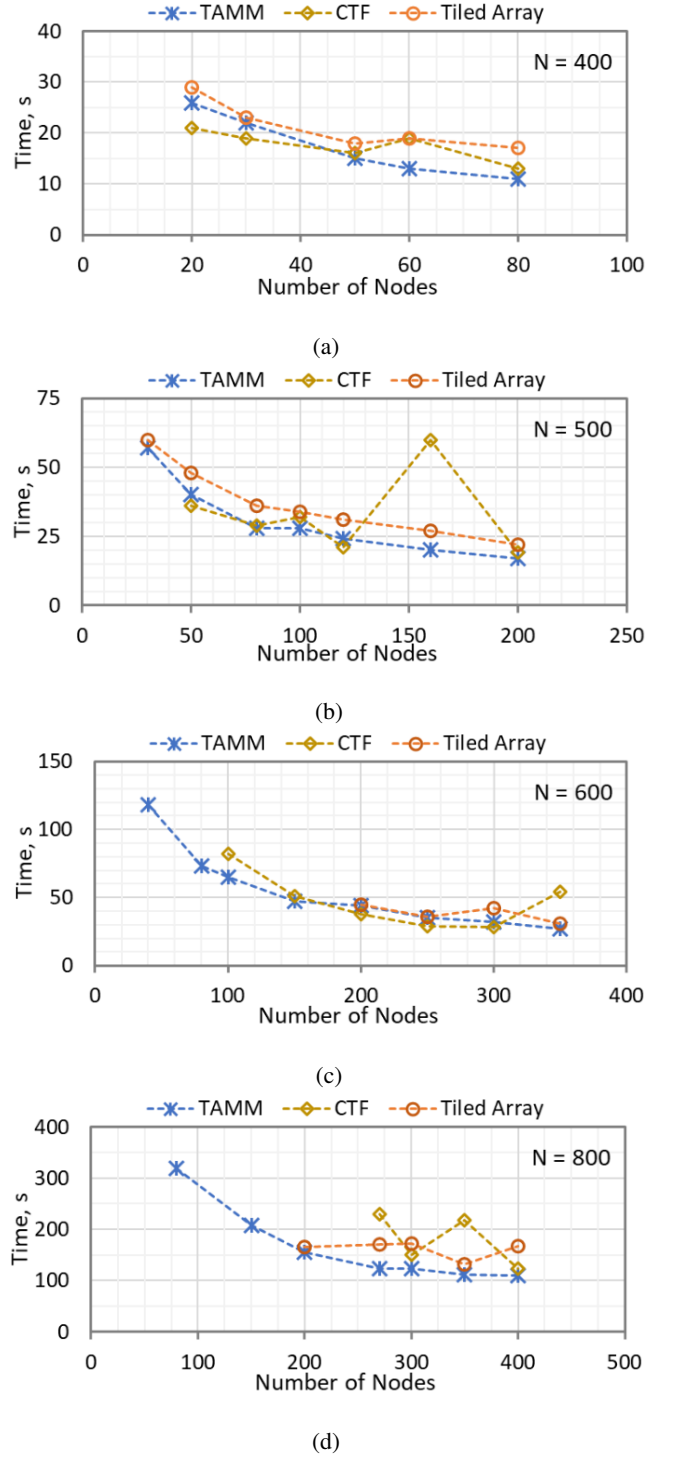 TAMM CTF Tiled Array
40
N = 400
30
20
10
0
Time, s
0 20 40 60 80 100
Number of Nodes
(a)
TAMM CTF Tiled Array
75
N = 500
50
25
0
Time, s
0 50 100 150 200 250
Number of Nodes
(b)
TAMM CTF Tiled Array
150
N = 600
100
50
0
Time, s
0 100 200 300 400
Number of Nodes
(c)
TAMM CTF Tiled Array
400
N = 800
300
200
100
0
Time, s
0 100 200 300 400 500
Number of Nodes
(d)